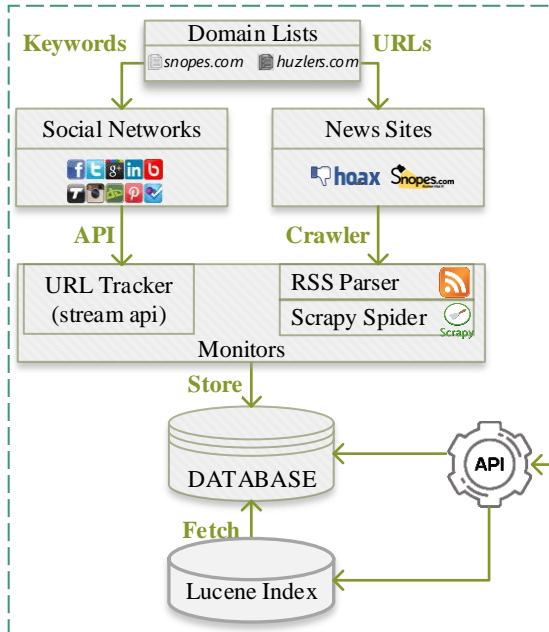 Domain Lists
Keywords
URLs
snopes.com
huzlers.com
Social Networks
News Sites
f t g+ in b
hoax
Snopes.com
API
Crawler
URL Tracker
(stream api)
RSS Parser
Scrapy Spider
Scrapy
Monitors
Store
DATABASE
API
Fetch
Lucene Index